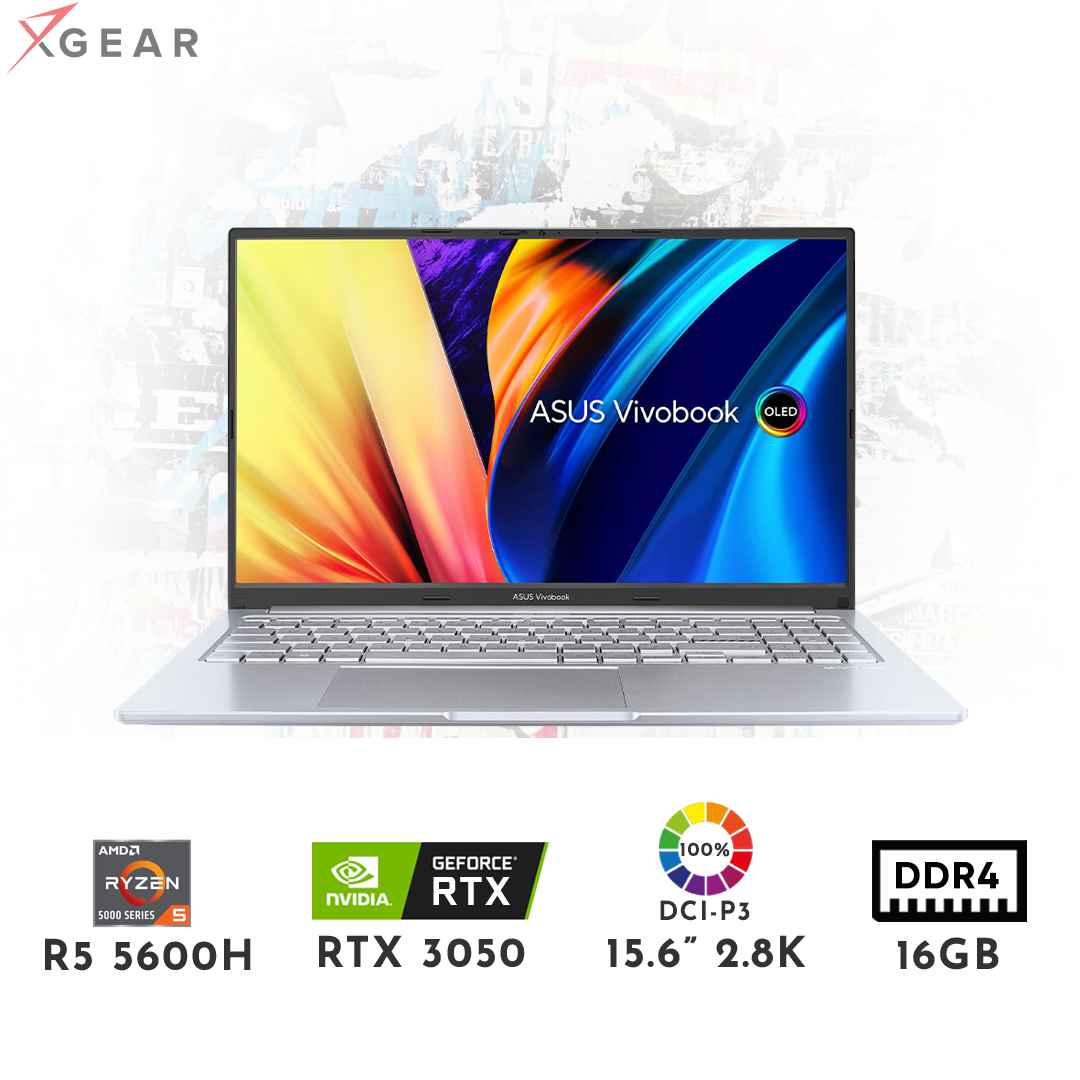 XGEAR
ASUS Vivobook OLED
ASUS Vivobook
AMD
RYZEN
5000 SERIES 5
R5 5600H
NVIDIA.
GEFORCE®
RTX
RTX 3050
100%
DCI-P3
15.6" 2.8K
DDR4
16GB